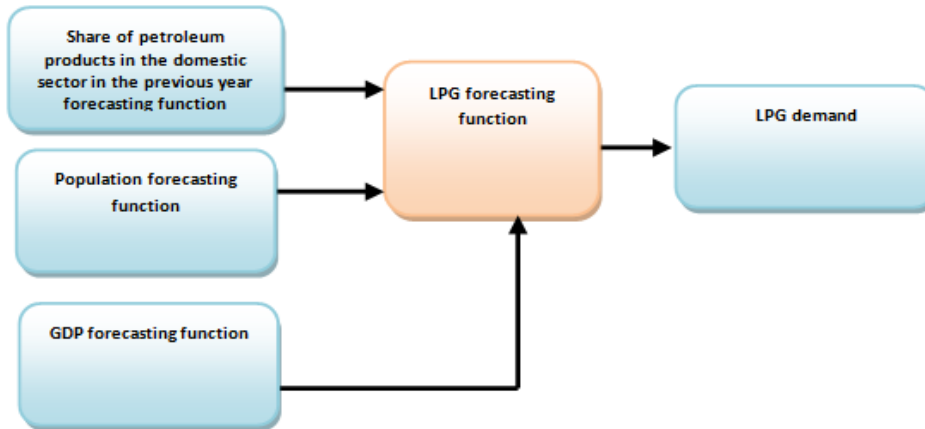 Share of petroleum
products in the domestic
sector in the previous year
forecasting function
LPG forecasting
function
LPG demand
Population forecasting
function
GDP forecasting function